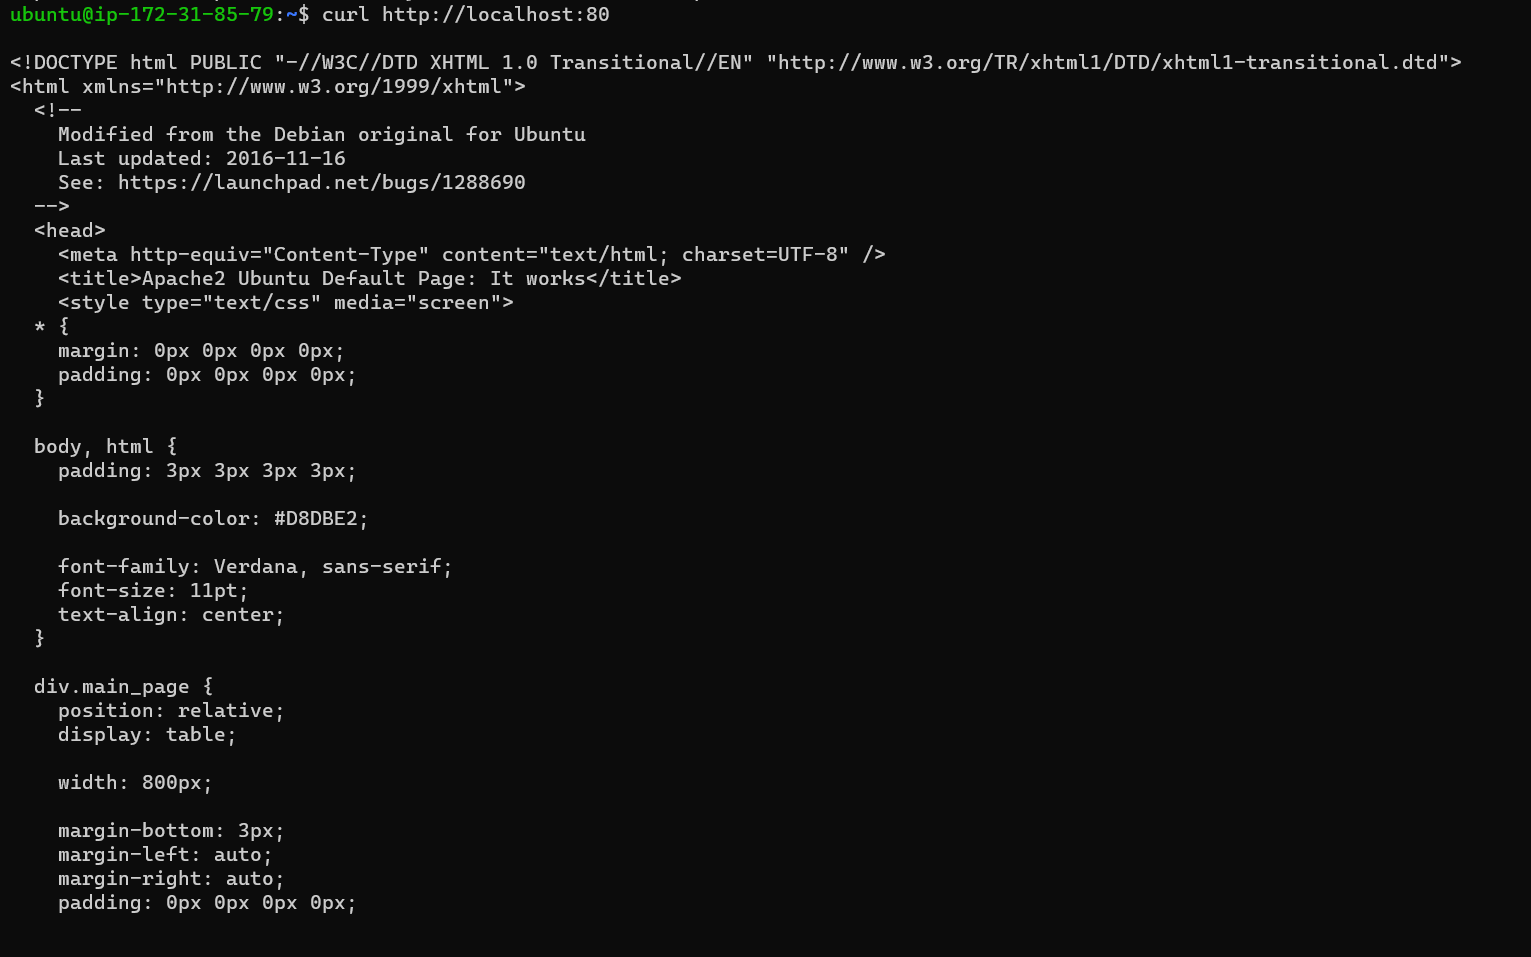 ubuntu@ip-172-31-85-79:~$ curl http://localhost:80
<!DOCTYPE html PUBLIC "-//W3C//DTD XHTML 1.0 Transitional//EN" "http://www.w3.org/TR/xhtml1/DTD/xhtml1-transitional.dtd">
<html xmlns="http://www.w3.org/1999/xhtml">
  <!--
    Modified from the Debian original for Ubuntu
    Last updated: 2016-11-16
    See: https://launchpad.net/bugs/1288690
  -->
  <head>
    <meta http-equiv="Content-Type" content="text/html; charset=UTF-8" />
    <title>Apache2 Ubuntu Default Page: It works</title>
    <style type="text/css" media="screen">
  * {
    margin: 0px 0px 0px 0px;
    padding: 0px 0px 0px 0px;
  }
  body, html {
    padding: 3px 3px 3px 3px;
    background-color: #D8DBE2;
    font-family: Verdana, sans-serif;
    font-size: 11pt;
    text-align: center;
  }
  div.main_page {
    position: relative;
    display: table;
    width: 800px;
    margin-bottom: 3px;
    margin-left: auto;
    margin-right: auto;
    padding: 0px 0px 0px 0px;